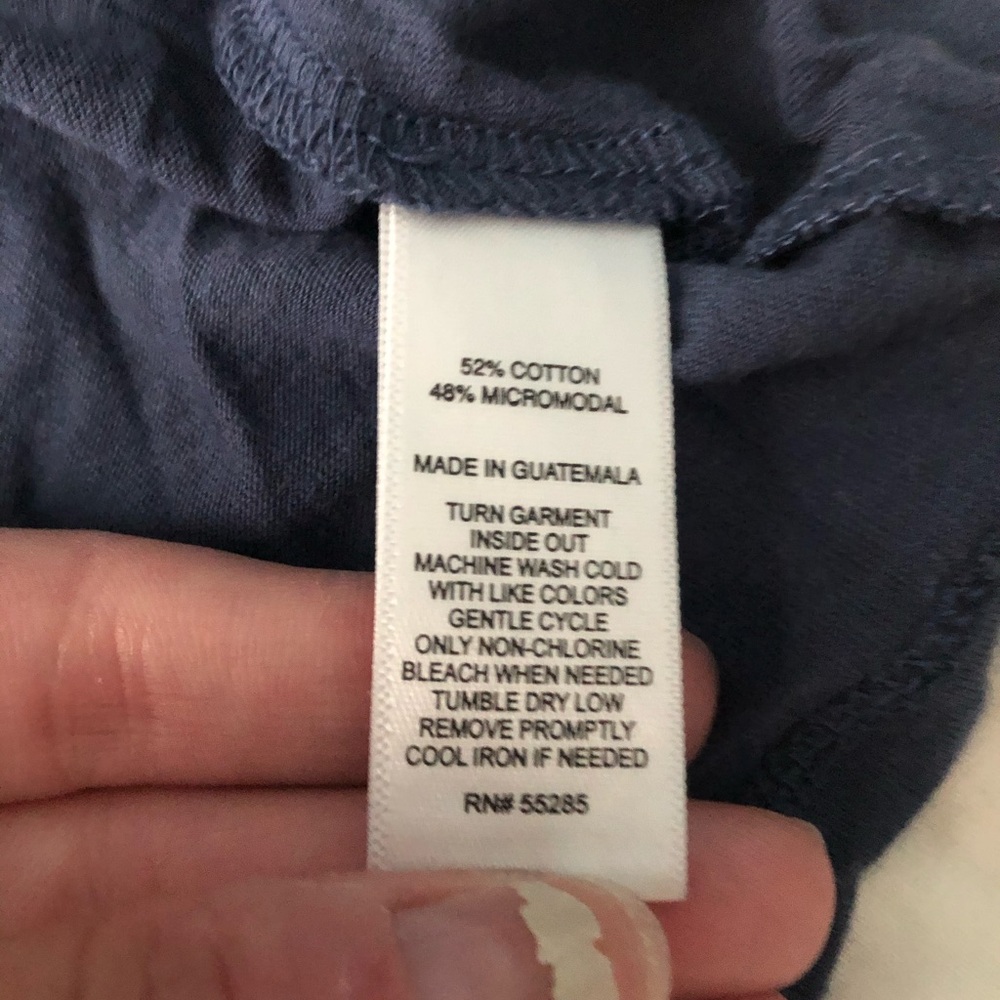 52% COTTON
48% MICROMODAL
MADE IN GUATEMALA
TURN GARMENT
INSIDE OUT
MACHINE WASH COLD
WITH LIKE COLORS
GENTLE CYCLE
ONLY NON-CHLORINE
BLEACH WHEN NEEDED
TUMBLE DRY LOW
REMOVE PROMPTLY
COOL IRON IF NEEDED
RN# 55285